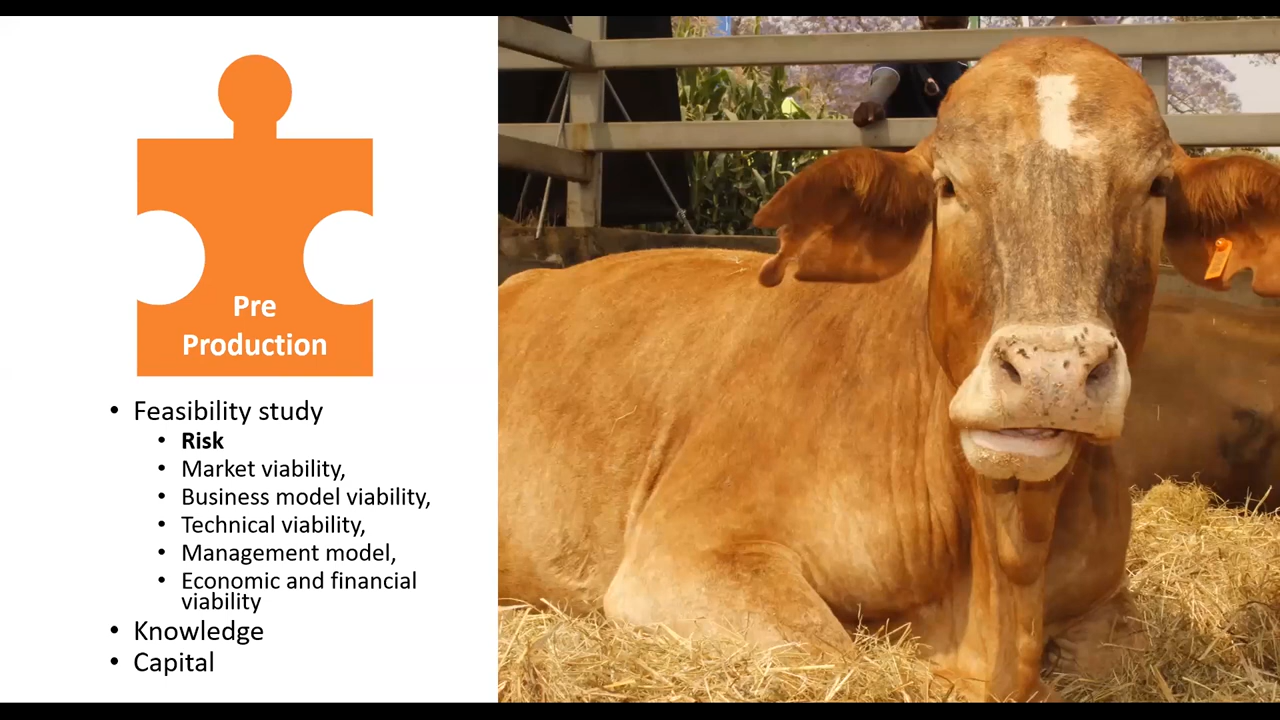 Pre
Production
• Feasibility study
• Risk
• Market viability,
• Business model viability,
• Technical viability,
• Management model,
• Economic and financial
viability
• Knowledge
• Capital